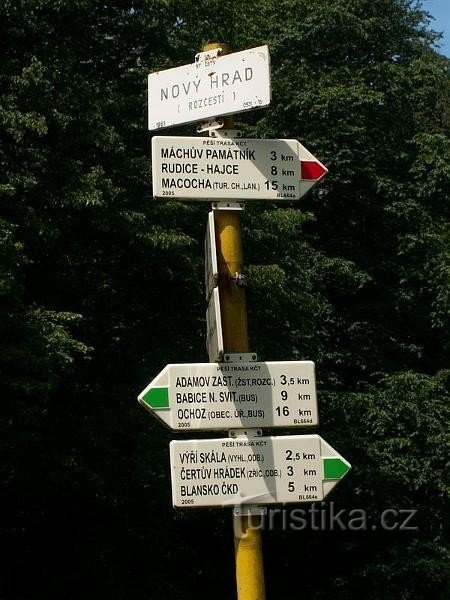 NOVÝ HRAD
( ROZCESTÍ )
1991
PĚŠÍ TRASA KČT
MÁCHŮV PAMÁTNÍK 3 km
RUDICE - HAJCE 8 km
MACOCHA (TUR. CH.,LAN.) 15 km
2005
PĚŠÍ TRASA KČT
ADAMOV ZAST. (ŽST,ROZC.) 3,5 km
BABICE N. SVIT. (BUS) 9 km
OCHOZ (OBEC. ÚŘ.,BUS) 16 km
2005 BL664d
PĚŠÍ TRASA KČT
VÝŘÍ SKÁLA (VYHL.,ODB.) 2,5 km
ČERTŮV HRÁDEK (ZŘÍC.,ODB.) 3 km
BLANSKO ČKD 5 km
2005 BL664e
turistika.cz